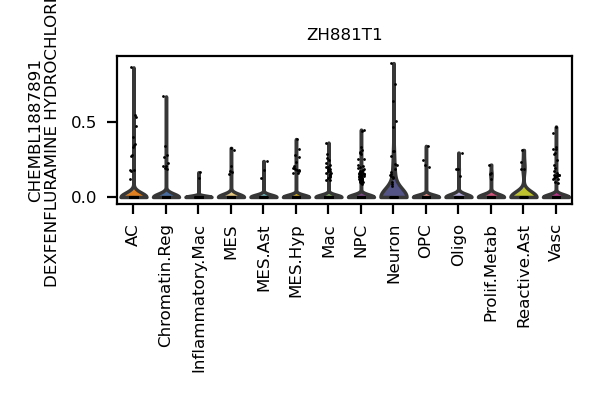 ZH881T1
CHEMBL1887891
DEXFENFLURAMINE
0.5
0.0
AC
Chromatin.Reg
Inflammatory.Mac
MES
MES.Ast
MES.Hyp
Mac
NPC
Neuron
OPC
Oligo
Prolif.Metab
Reactive.Ast
Vasc